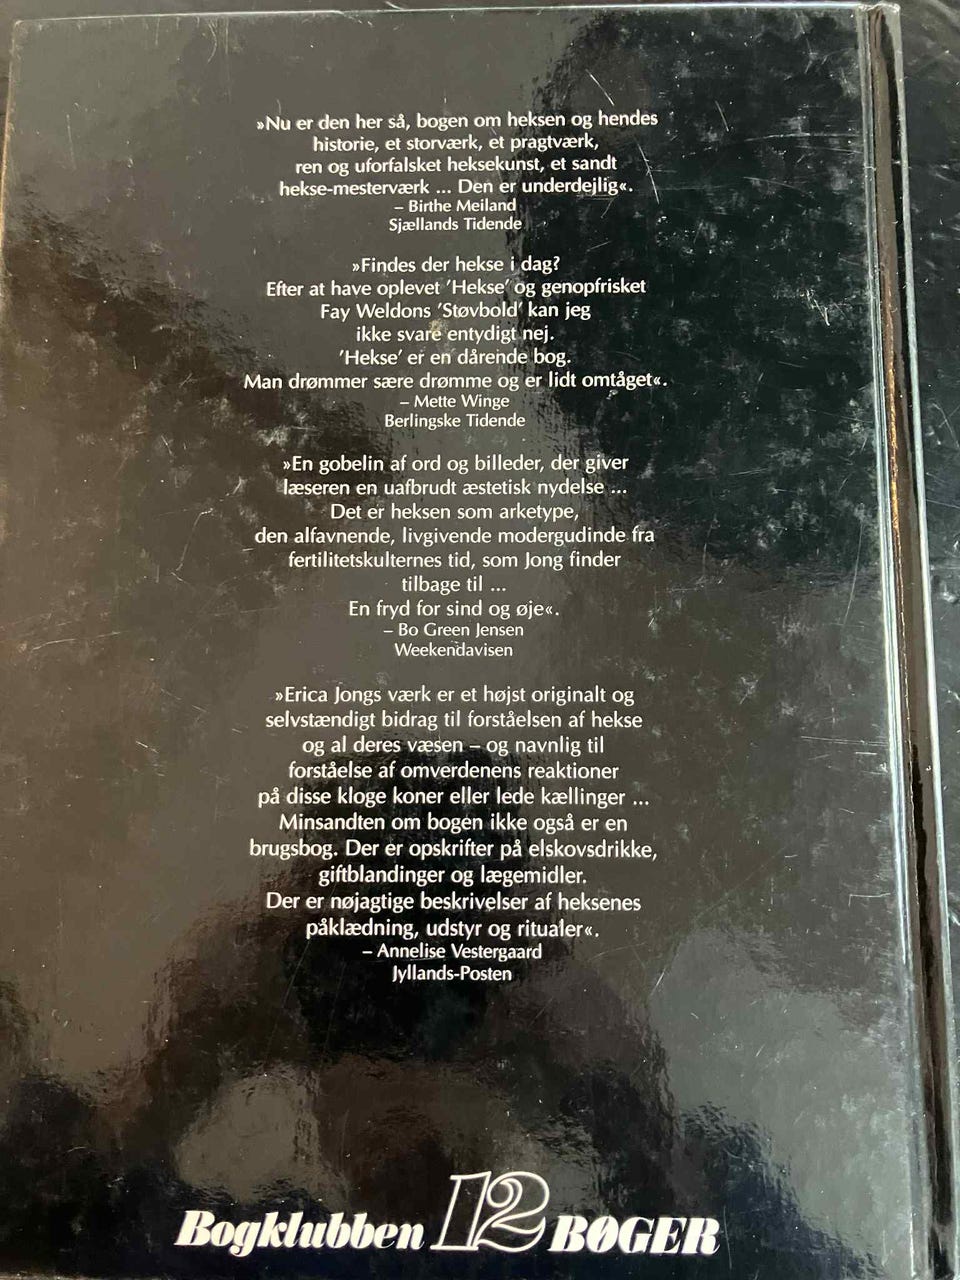 »Nu er den her så, bogen om heksen og hendes
historie, et storværk, et pragtværk,
ren og uforfalsket heksekunst, et sandt
hekse-mesterværk ... Den er underdejlig«.
– Birthe Meiland
Sjællands Tidende
»Findes der hekse i dag?
Efter at have oplevet 'Hekse' og genopfrisket
Fay Weldons 'Støvbold' kan jeg
ikke svare entydigt nej.
'Hekse' er en dårende bog.
Man drømmer sære drømme og er lidt omtåget«.
– Mette Winge
Berlingske Tidende
»En gobelin af ord og billeder, der giver
læseren en uafbrudt æstetisk nydelse ...
Det er heksen som arketype,
den alfavnende, livgivende modergudinde fra
fertilitetskulternes tid, som Jong finder
tilbage til ...
En fryd for sind og øje«.
– Bo Green Jensen
Weekendavisen
»Erica Jongs værk er et højst originalt og
selvstændigt bidrag til forståelsen af hekse
og al deres væsen – og navnlig til
forståelse af omverdenens reaktioner
på disse kloge koner eller lede kællinger ...
Minsandten om bogen ikke også er en
brugsbog. Der er opskrifter på elskovsdrikke,
giftblandinger og lægemidler.
Der er nøjagtige beskrivelser af heksenes
påklædning, udstyr og ritualer«.
– Annelise Vestergaard
Jyllands-Posten
Bogklubben 12 BØGER